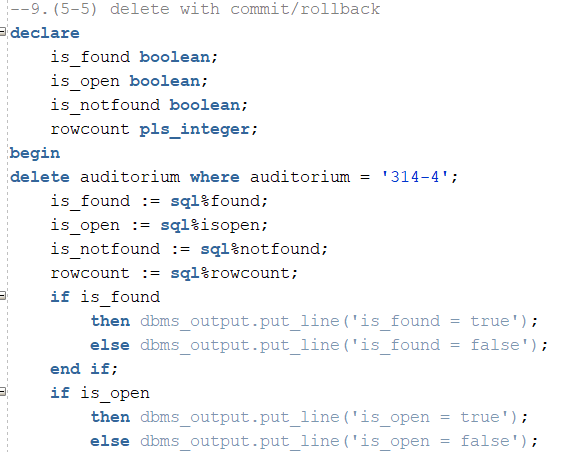 --9.(5-5) delete with commit/rollback
declare
    is_found boolean;
    is_open boolean;
    is_notfound boolean;
    rowcount pls_integer;
begin
delete auditorium where auditorium = '314-4';
    is_found := sql%found;
    is_open := sql%isopen;
    is_notfound := sql%notfound;
    rowcount := sql%rowcount;
    if is_found
        then dbms_output.put_line('is_found = true');
        else dbms_output.put_line('is_found = false');
    end if;
    if is_open
        then dbms_output.put_line('is_open = true');
        else dbms_output.put_line('is_open = false');